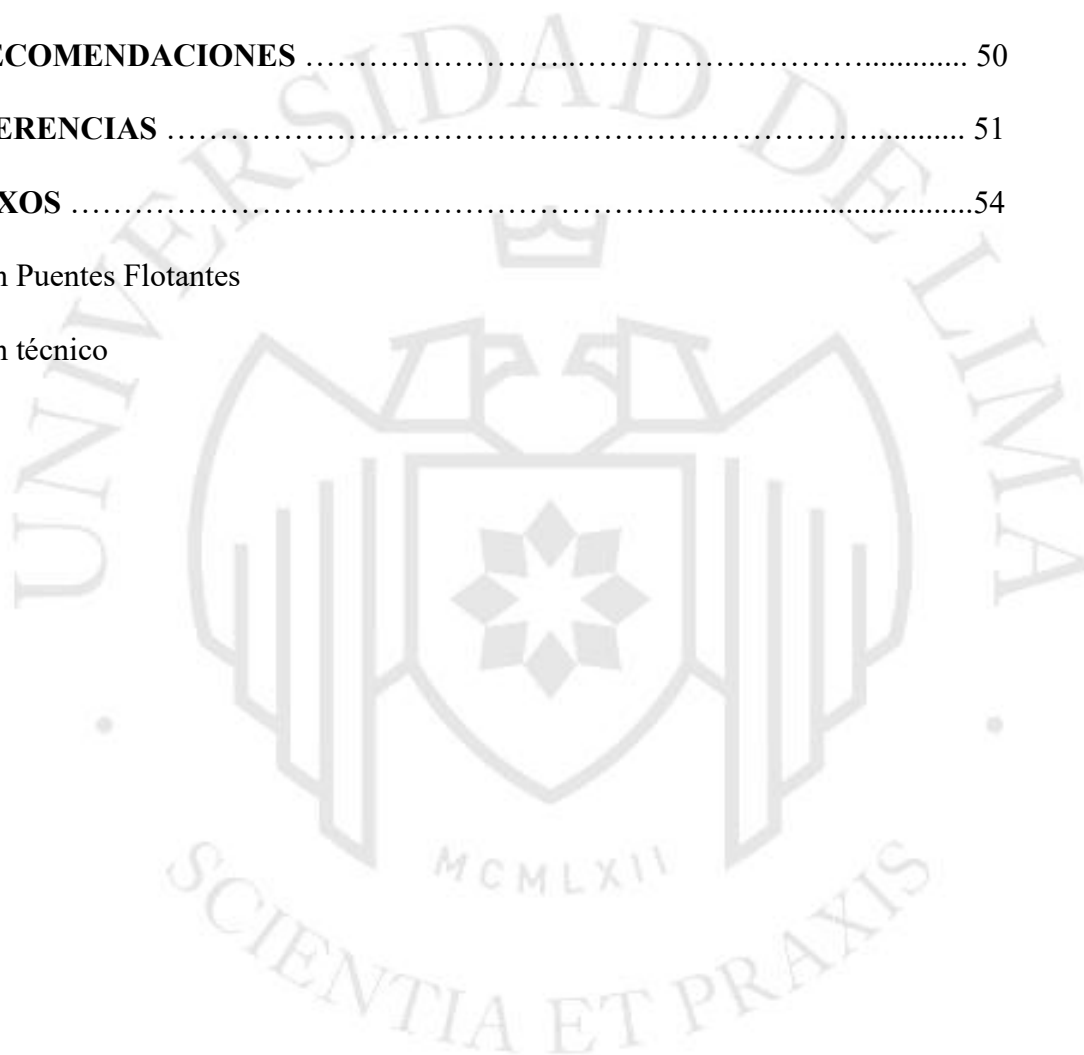 ECOMENDACIONES ……………………..………………………............. 50
ERENCIAS …………………………………………………………….......... 51
XOS ………………………………………………………...............................54
n Puentes Flotantes
n técnico
UNIVERSIDAD DE LIMA
MCMLXII
SCIENTIA ET PRAXIS